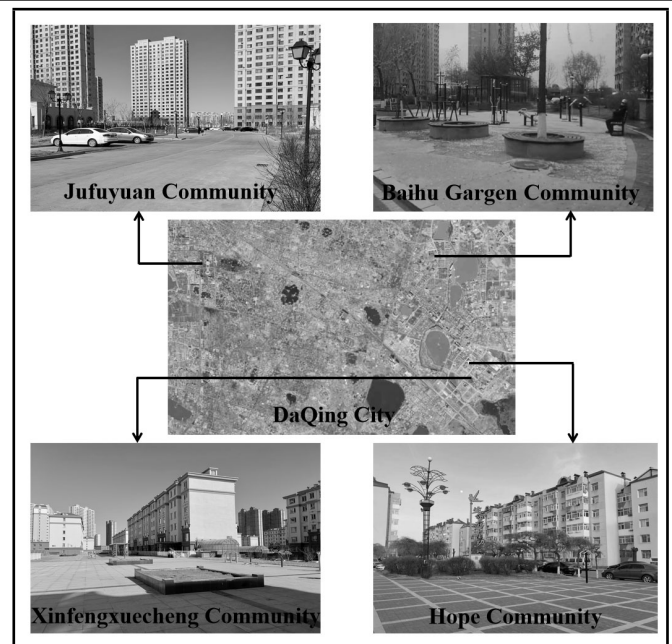 Jufuyuan Community
Baihu Gargen Community
DaQing City
Xinfengxuecheng Community
Hope Community